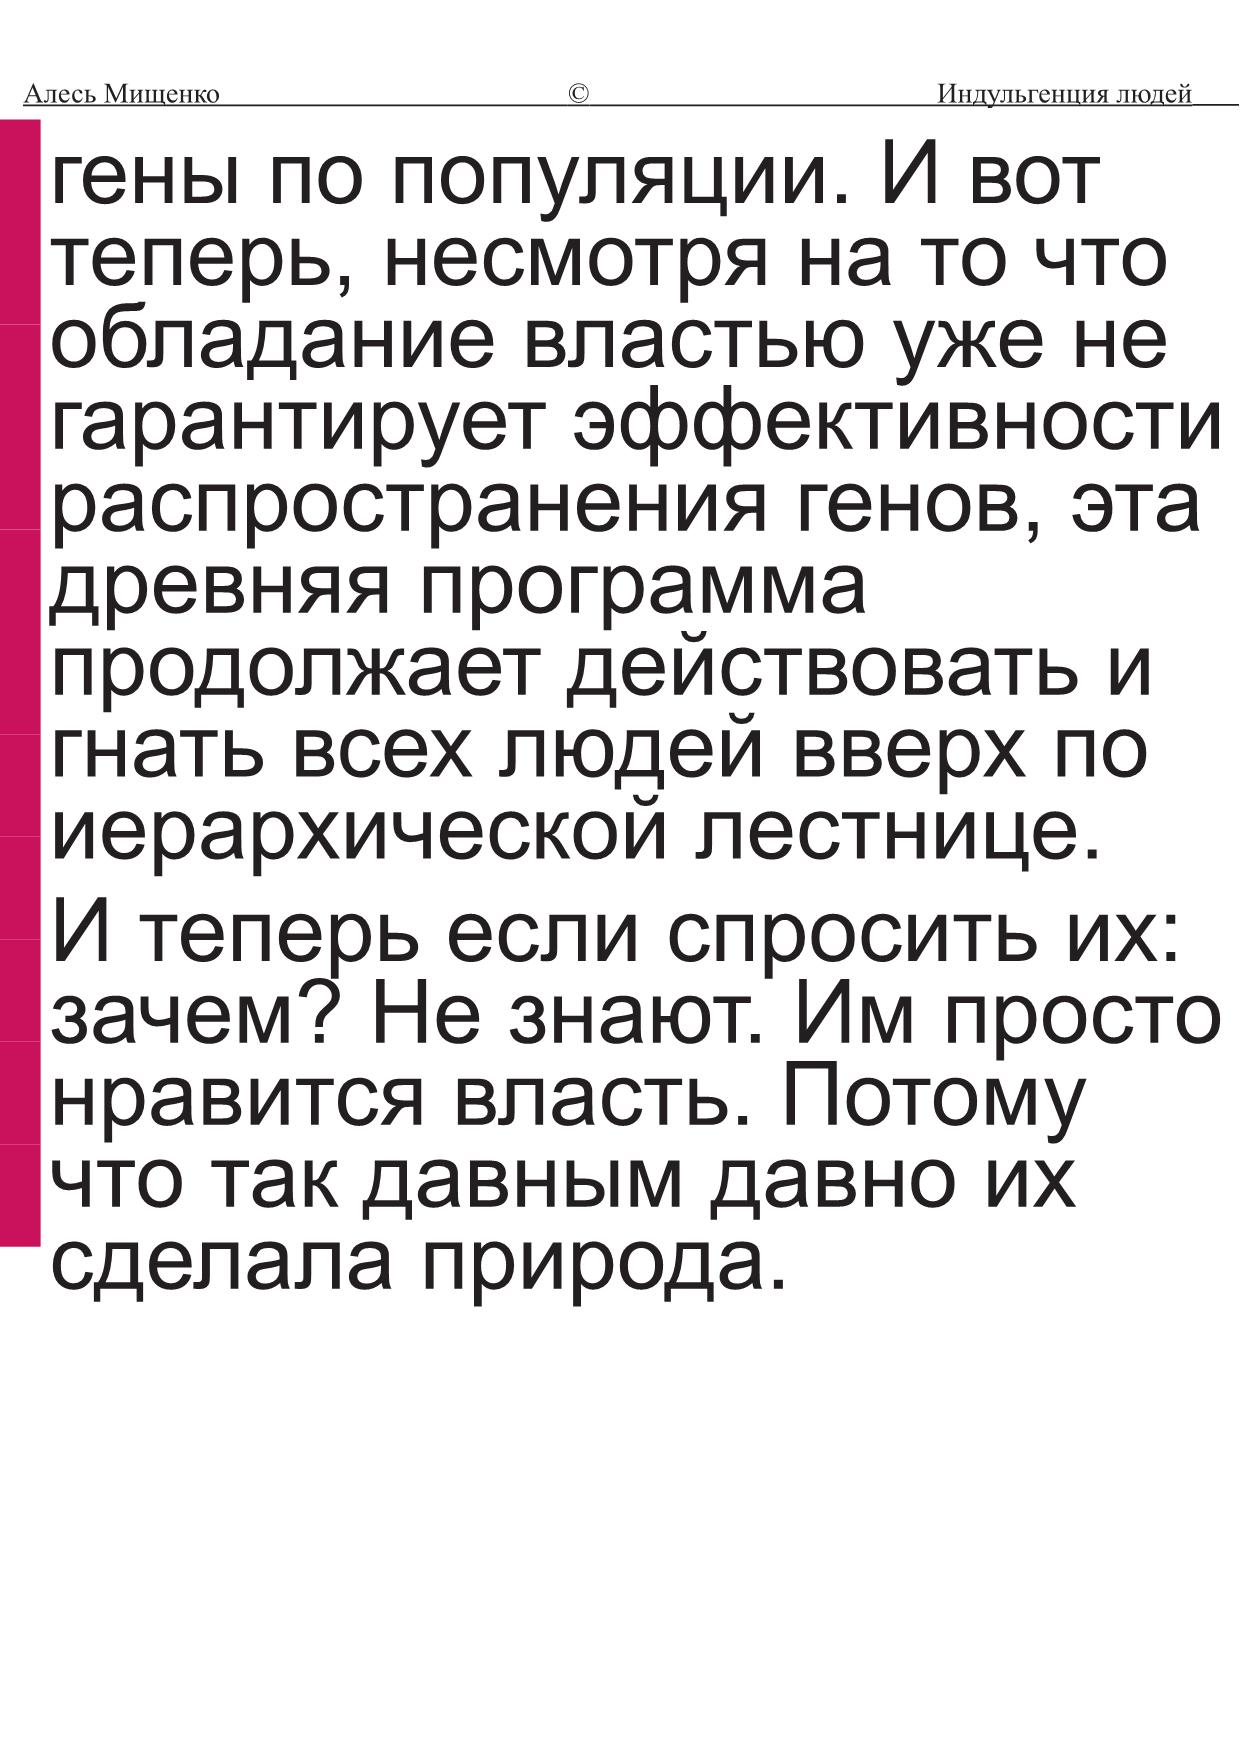 Алесь Мищенко © Индульгенция людей
гены по популяции. И вот
теперь, несмотря на то что
обладание властью уже не
гарантирует эффективности
распространения генов, эта
древняя программа
продолжает действовать и
гнать всех людей вверх по
иерархической лестнице.
И теперь если спросить их:
зачем? Не знают. Им просто
нравится власть. Потому
что так давным давно их
сделала природа.